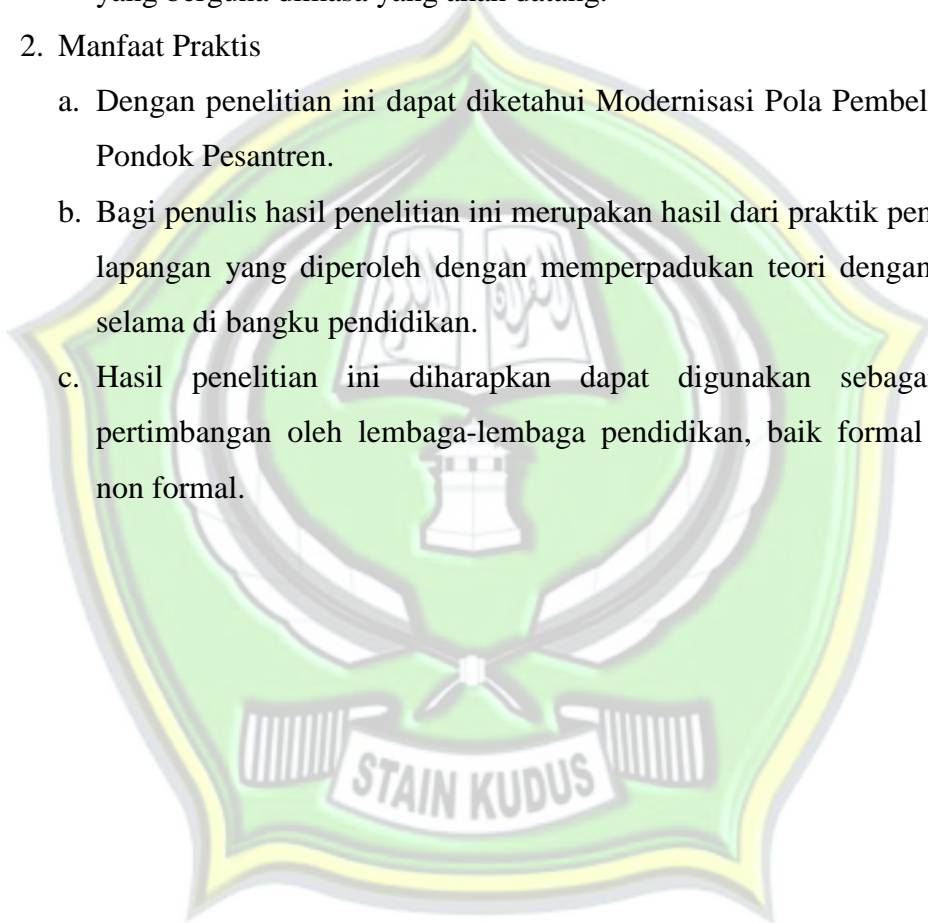 yang berguna dimasa yang akan datang.
2. Manfaat Praktis
a. Dengan penelitian ini dapat diketahui Modernisasi Pola Pembel
Pondok Pesantren.
b. Bagi penulis hasil penelitian ini merupakan hasil dari praktik pen
lapangan yang diperoleh dengan memperpadukan teori dengan
selama di bangku pendidikan.
c. Hasil penelitian ini diharapkan dapat digunakan sebaga
pertimbangan oleh lembaga-lembaga pendidikan, baik formal
non formal.
STAIN KUDUS